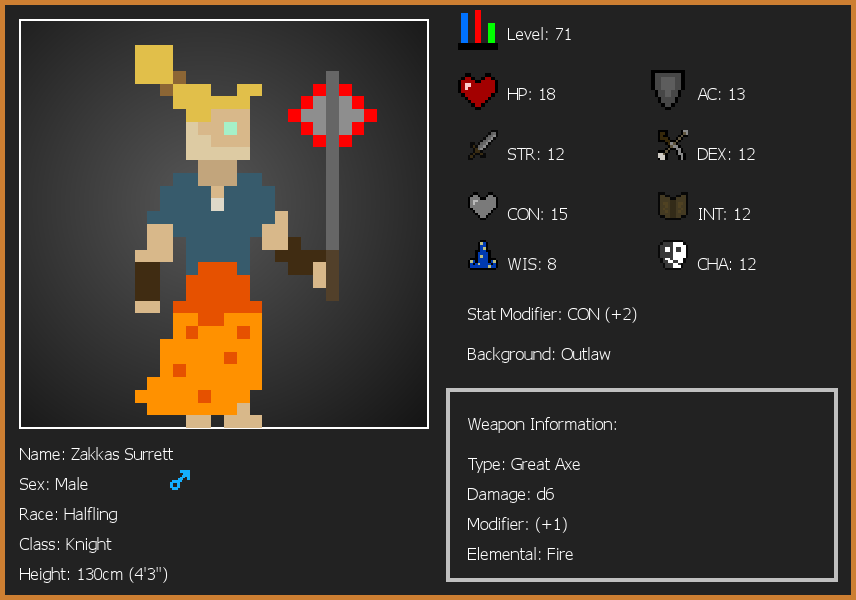 Level: 71
HP: 18
AC: 13
STR: 12
DEX: 12
CON: 15
INT: 12
WIS: 8
CHA: 12
Stat Modifier: CON (+2)
Background: Outlaw
Weapon Information:
Type: Great Axe
Damage: d6
Modifier: (+1)
Elemental: Fire
Name: Zakkas Surrett
Sex: Male
Race: Halfling
Class: Knight
Height: 130cm (4'3")